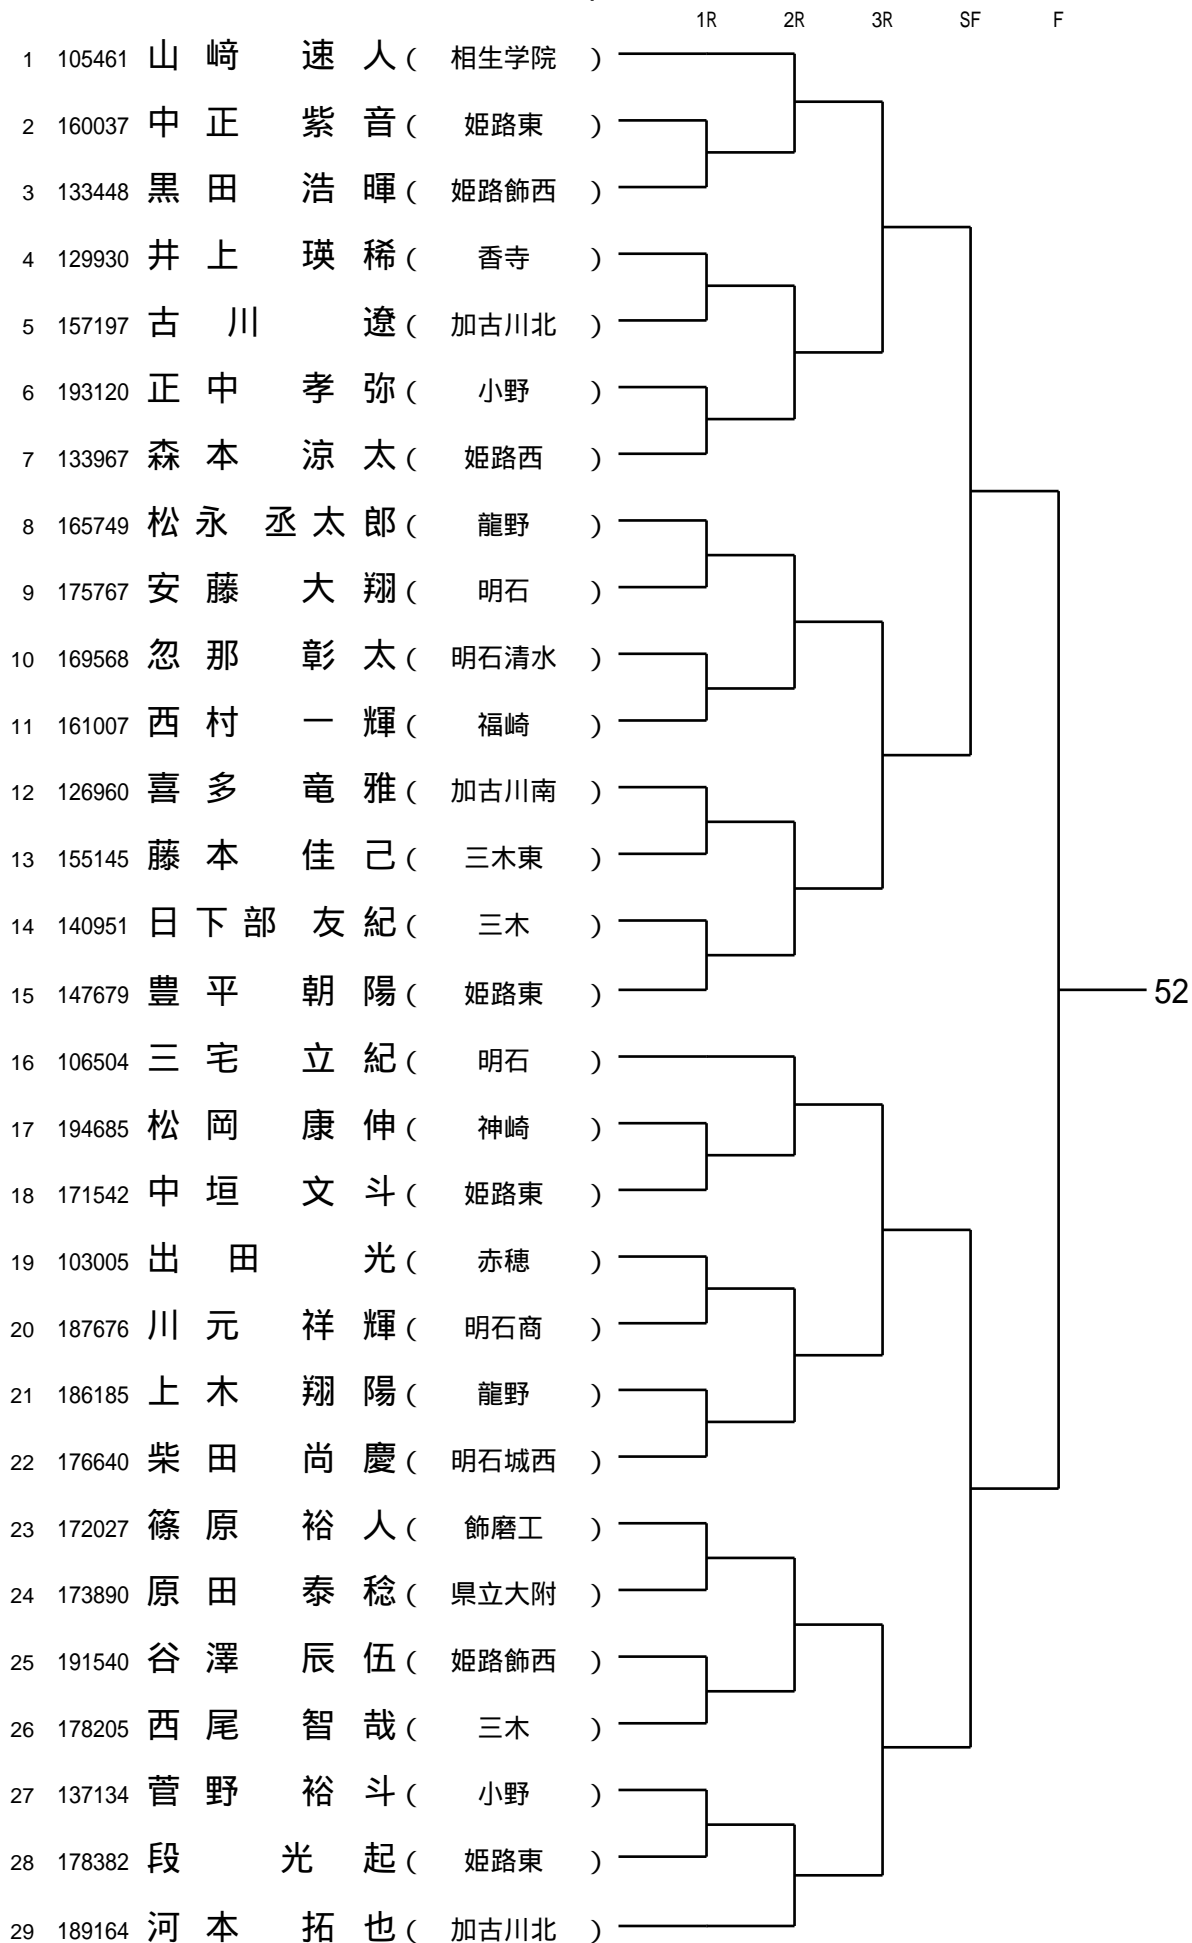 1R 2R 3R SF F
1 105461 山﨑 速人 ( 相生学院 )
2 160037 中正 紫音 ( 姫路東 )
3 133448 黒田 浩暉 ( 姫路飾西 )
4 129930 井上 瑛稀 ( 香寺 )
5 157197 古川 遼 ( 加古川北 )
6 193120 正中 孝弥 ( 小野 )
7 133967 森本 涼太 ( 姫路西 )
8 165749 松永 丞太郎 ( 龍野 )
9 175767 安藤 大翔 ( 明石 )
10 169568 忽那 彰太 ( 明石清水 )
11 161007 西村 一輝 ( 福崎 )
12 126960 喜多 竜雅 ( 加古川南 )
13 155145 藤本 佳己 ( 三木東 )
14 140951 日下部 友紀 ( 三木 )
15 147679 豊平 朝陽 ( 姫路東 )
52
16 106504 三宅 立紀 ( 明石 )
17 194685 松岡 康伸 ( 神崎 )
18 171542 中垣 文斗 ( 姫路東 )
19 103005 出田 光 ( 赤穂 )
20 187676 川元 祥輝 ( 明石商 )
21 186185 上木 翔陽 ( 龍野 )
22 176640 柴田 尚慶 ( 明石城西 )
23 172027 篠原 裕人 ( 飾磨工 )
24 173890 原田 泰稔 ( 県立大附 )
25 191540 谷澤 辰伍 ( 姫路飾西 )
26 178205 西尾 智哉 ( 三木 )
27 137134 菅野 裕斗 ( 小野 )
28 178382 段 光起 ( 姫路東 )
29 189164 河本 拓也 ( 加古川北 )